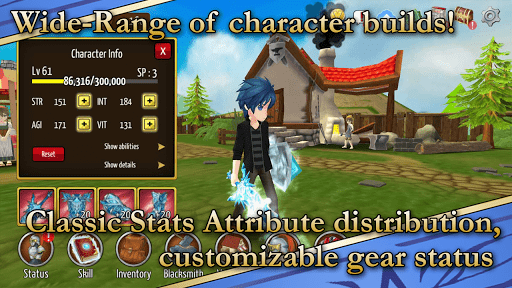 Wide-Range of character builds!
Character Info
X
Lv 61
86,316/300,000
SP : 3
STR 151 + INT 184 +
AGI 171 + VIT 131 +
Reset
Show abilities
Show details
+20
Classic Stats Attribute distribution,
customizable gear status
Status Skill Inventory Blacksmith